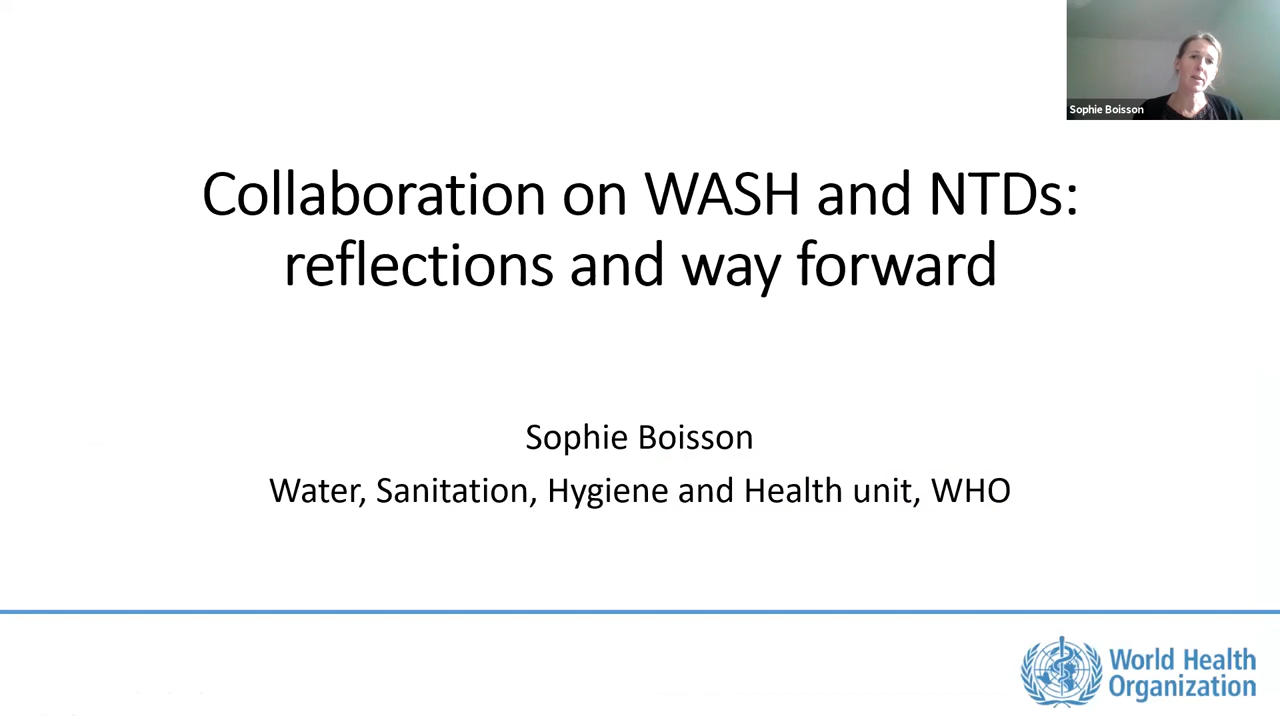 Sophie Boisson
Collaboration on WASH and NTDs:
reflections and way forward
Sophie Boisson
Water, Sanitation, Hygiene and Health unit, WHO
World Health
Organization